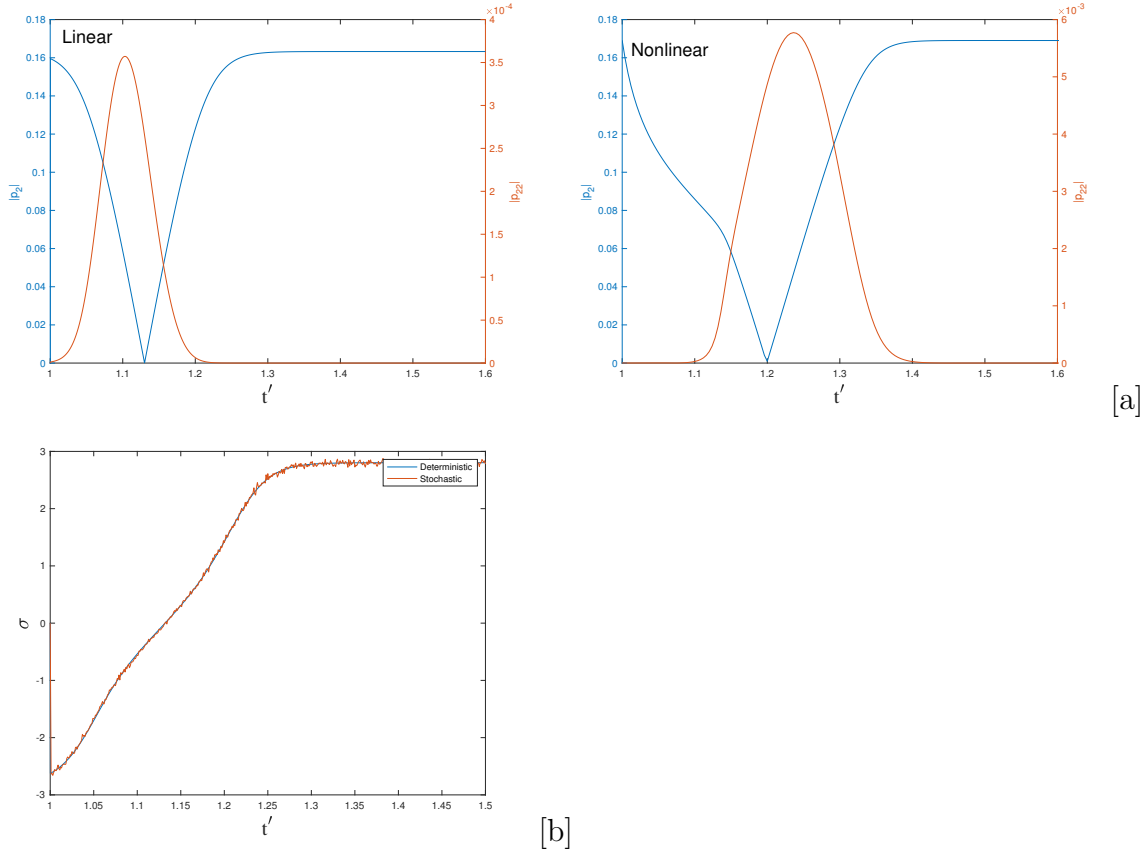 Linear
×10⁻⁴
0.18
0.16
0.14
0.12
0.1
0.08
0.06
0.04
0.02
0
|p₂|
4
3.5
3
2.5
2
1.5
1
0.5
0
|p₂₂|
1 1.1 1.2 1.3 1.4 1.5 1.6
t′
Nonlinear
×10⁻³
0.18
0.16
0.14
0.12
0.1
0.08
0.06
0.04
0.02
0
|p₂|
6
5
4
3
2
1
0
|p₂₂|
1 1.1 1.2 1.3 1.4 1.5 1.6
t′
[a]
3
2
1
0
-1
-2
-3
σ
Deterministic
Stochastic
1 1.05 1.1 1.15 1.2 1.25 1.3 1.35 1.4 1.45 1.5
t′
[b]